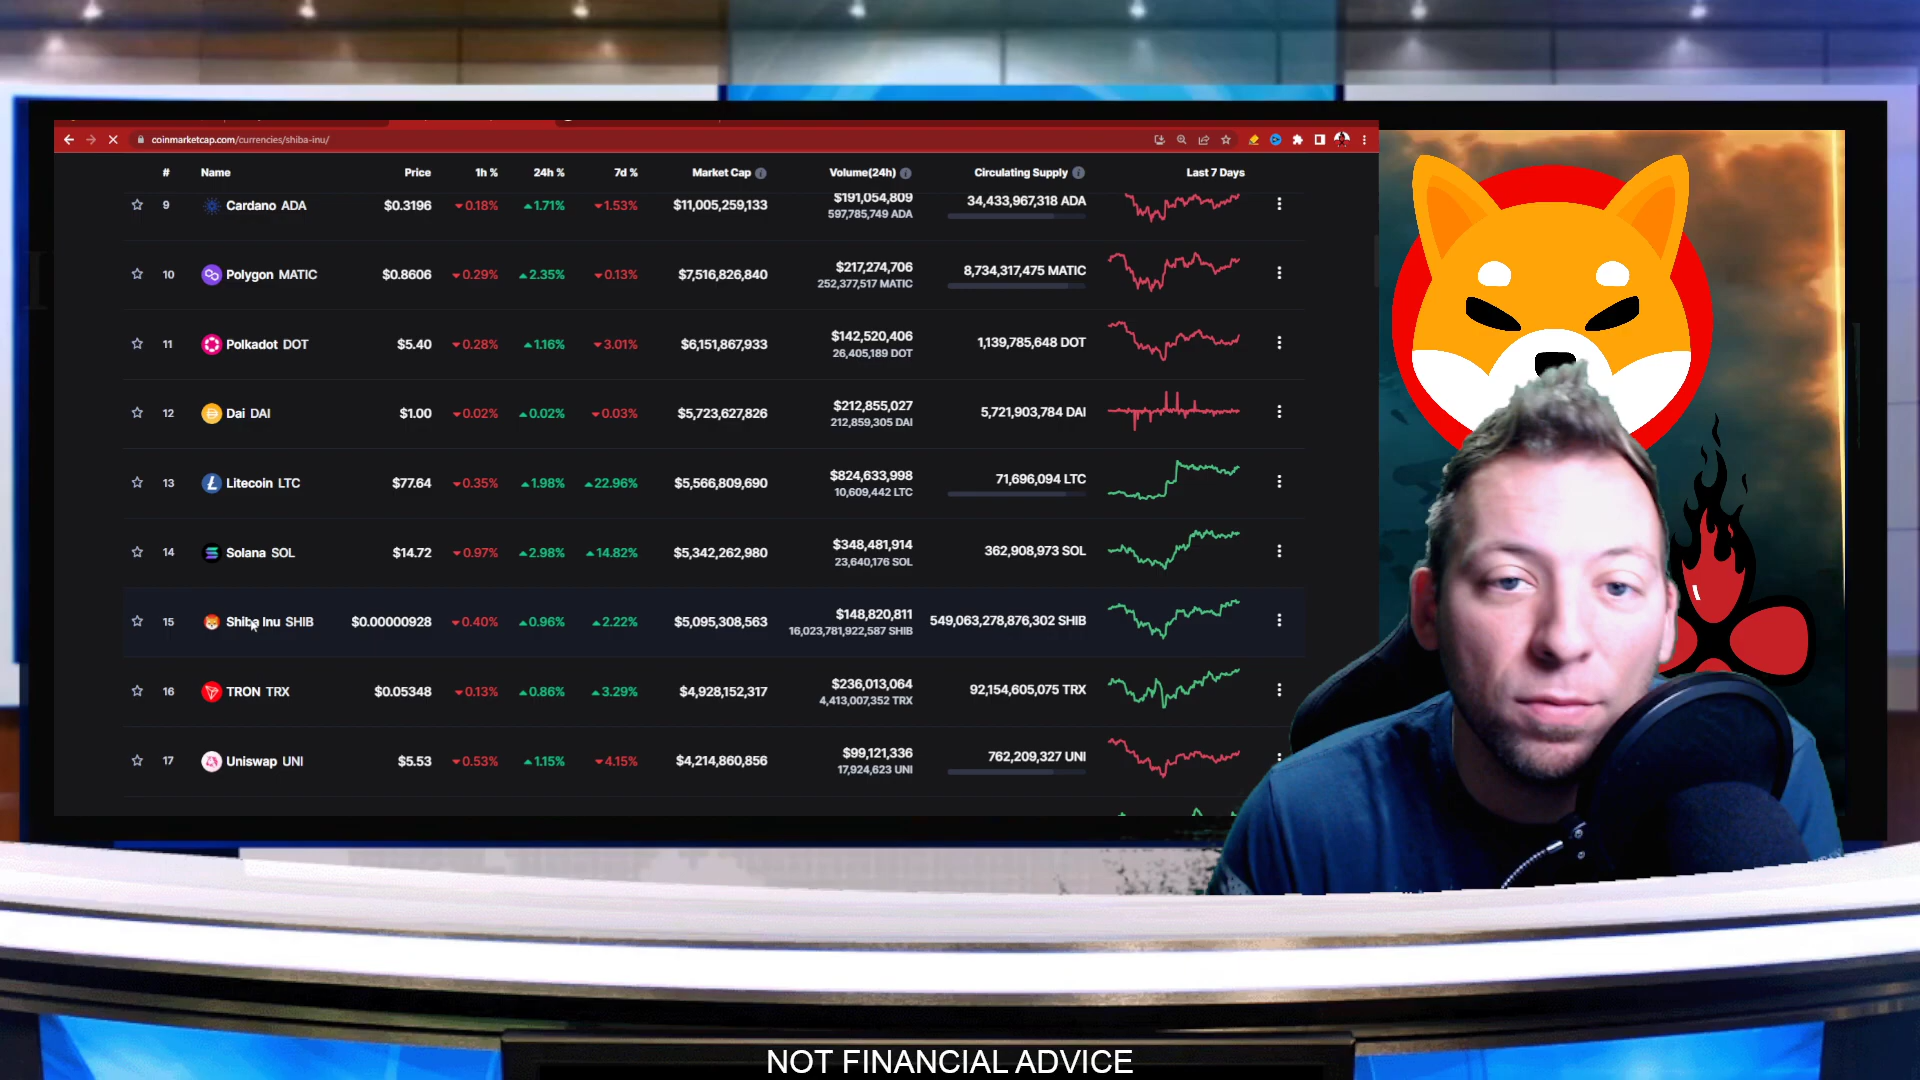 coinmarketcap.com/currencies/shiba-inu/
# Name Price 1h % 24h % 7d % Market Cap Volume(24h) Circulating Supply Last 7 Days
9 Cardano ADA $0.3196 0.18% 1.71% 1.53% $11,005,259,133 $191,054,809 34,433,967,318 ADA
597,785,749 ADA
10 Polygon MATIC $0.8606 0.29% 2.35% 0.13% $7,516,826,840 $217,274,706 8,734,317,475 MATIC
252,377,517 MATIC
11 Polkadot DOT $5.40 0.28% 1.16% 3.01% $6,151,867,933 $142,520,406 1,139,785,648 DOT
26,405,189 DOT
12 Dai DAI $1.00 0.02% 0.02% 0.03% $5,723,627,826 $212,855,027 5,721,903,784 DAI
212,859,305 DAI
13 Litecoin LTC $77.64 0.35% 1.98% 22.96% $5,566,809,690 $824,633,998 71,696,094 LTC
10,609,442 LTC
14 Solana SOL $14.72 0.97% 2.98% 14.82% $5,342,262,980 $348,481,914 362,908,973 SOL
23,640,176 SOL
15 Shiba Inu SHIB $0.00000928 0.40% 0.96% 2.22% $5,095,308,563 $148,820,811 549,063,278,876,302 SHIB
16,023,781,922,587 SHIB
16 TRON TRX $0.05348 0.13% 0.86% 3.29% $4,928,152,317 $236,013,064 92,154,605,075 TRX
4,413,007,352 TRX
17 Uniswap UNI $5.53 0.53% 1.15% 4.15% $4,214,860,856 $99,121,336 762,209,327 UNI
17,924,623 UNI
NOT FINANCIAL ADVICE